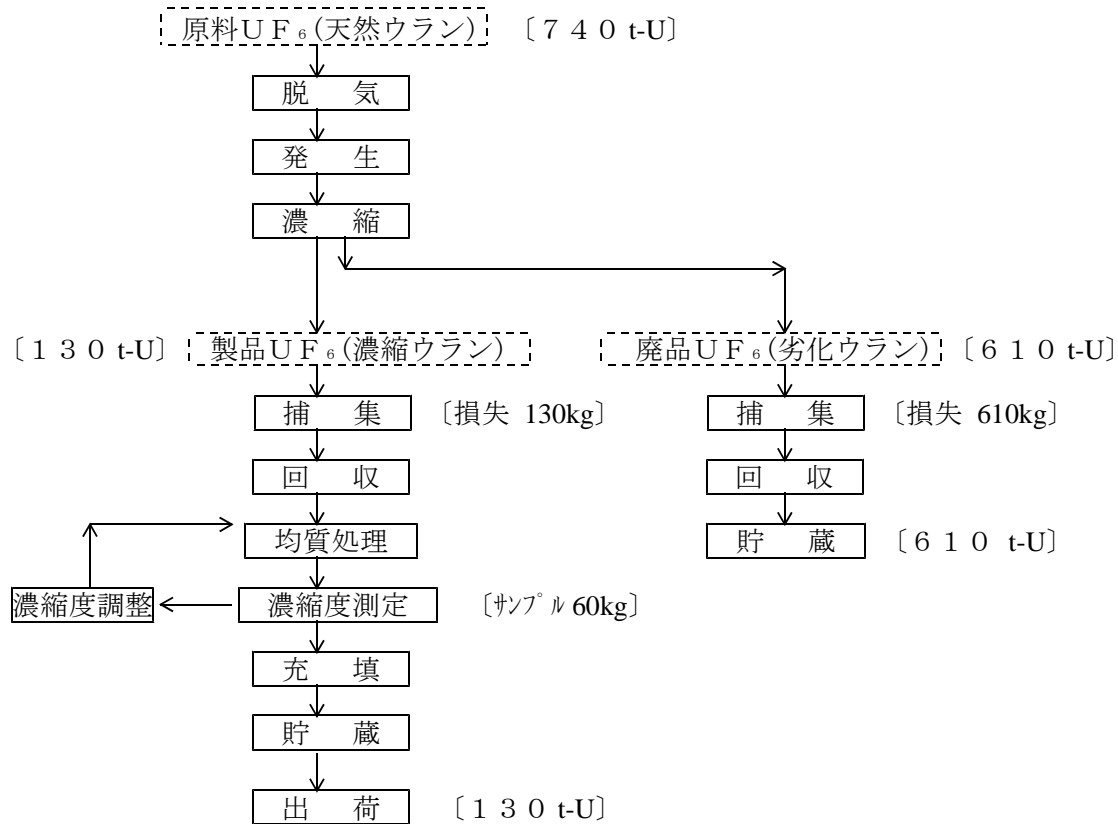 原料ＵＦ₆(天然ウラン) 〔７４０ t-U〕
脱　気
発　生
濃　縮
〔１３０ t-U〕 製品ＵＦ₆(濃縮ウラン) 廃品ＵＦ₆(劣化ウラン) 〔６１０ t-U〕
捕　集 〔損失 130kg〕 捕　集 〔損失 610kg〕
回　収 回　収
均質処理 貯　蔵 〔６１０ t-U〕
濃縮度調整 濃縮度測定 〔ｻﾝﾌﾟﾙ 60kg〕
充　填
貯　蔵
出　荷 〔１３０ t-U〕